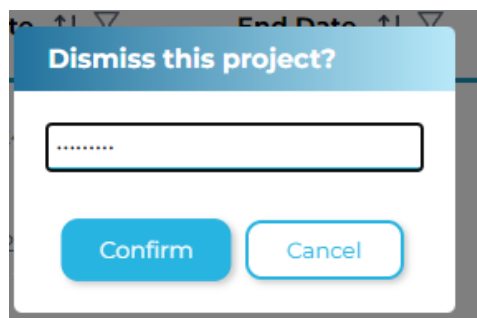 End Date
Dismiss this project?
.........
Confirm
Cancel